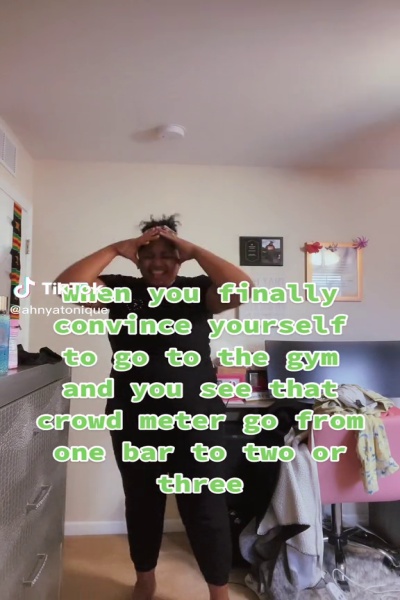 TikTok
@ahnyatonique
When you finally
convince yourself
to go to the gym
and you see that
crowd meter go from
one bar to two or
three